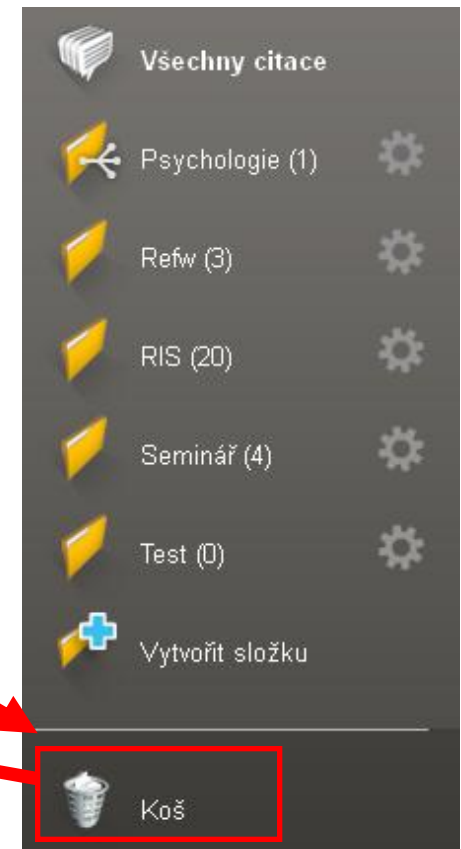 Všechny citace
Psychologie (1)
Refw (3)
RIS (20)
Seminář (4)
Test (0)
Vytvořit složku
Koš